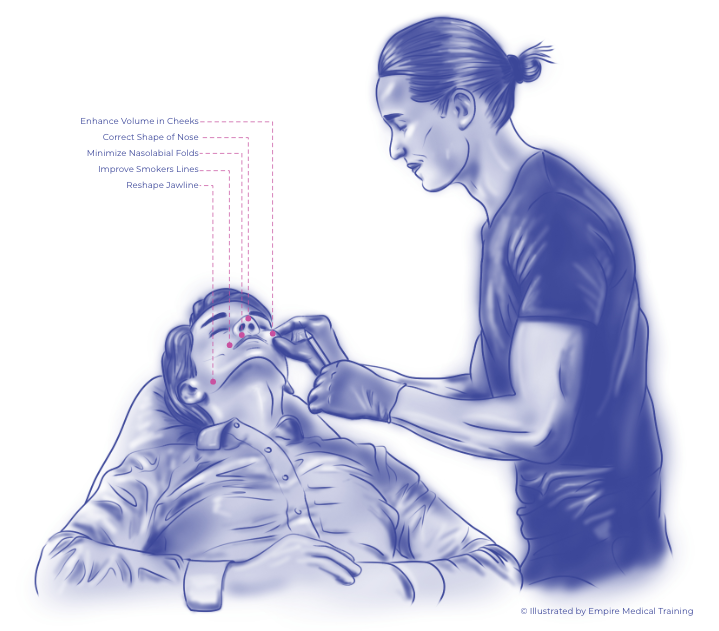 Enhance Volume in Cheeks
Correct Shape of Nose
Minimize Nasolabial Folds
Improve Smokers Lines
Reshape Jawline
© Illustrated by Empire Medical Training